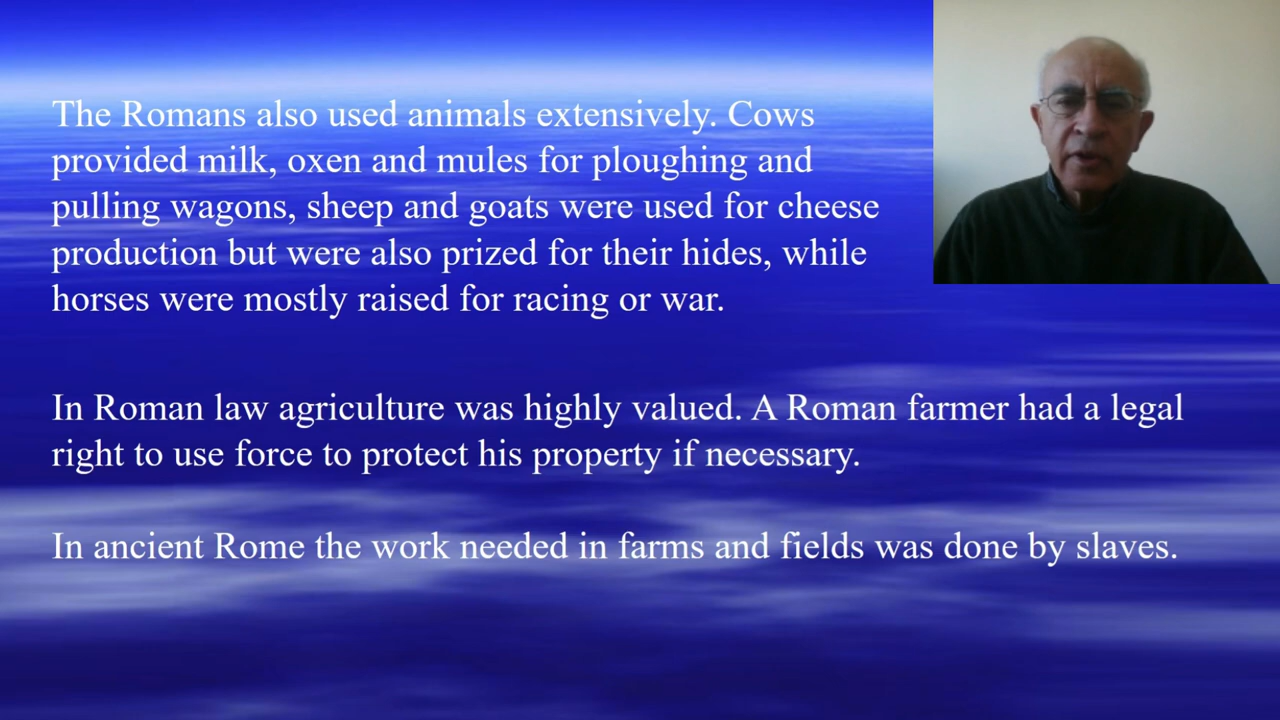 The Romans also used animals extensively. Cows
provided milk, oxen and mules for ploughing and
pulling wagons, sheep and goats were used for cheese
production but were also prized for their hides, while
horses were mostly raised for racing or war.
In Roman law agriculture was highly valued. A Roman farmer had a legal
right to use force to protect his property if necessary.
In ancient Rome the work needed in farms and fields was done by slaves.